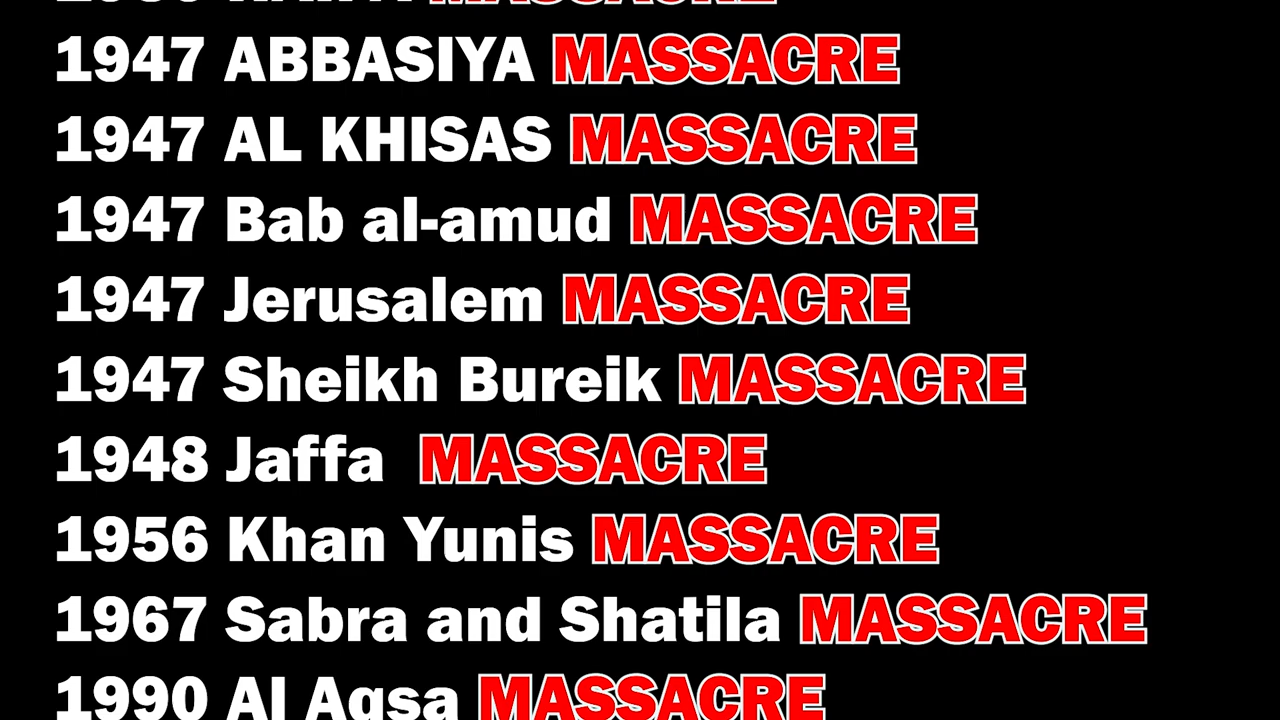 MASSACRE
1947 ABBASIYA MASSACRE
1947 AL KHISAS MASSACRE
1947 Bab al-amud MASSACRE
1947 Jerusalem MASSACRE
1947 Sheikh Bureik MASSACRE
1948 Jaffa MASSACRE
1956 Khan Yunis MASSACRE
1967 Sabra and Shatila MASSACRE
1990 Al Aqsa MASSACRE